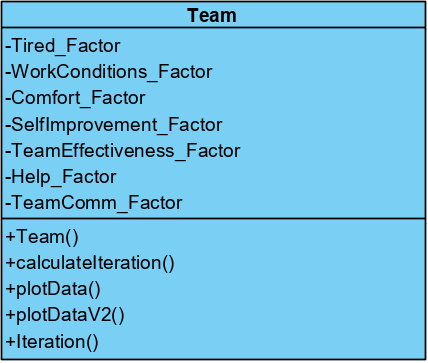 Team
-Tired_Factor
-WorkConditions_Factor
-Comfort_Factor
-SelfImprovement_Factor
-TeamEffectiveness_Factor
-Help_Factor
-TeamComm_Factor
+Team()
+calculateIteration()
+plotData()
+plotDataV2()
+Iteration()